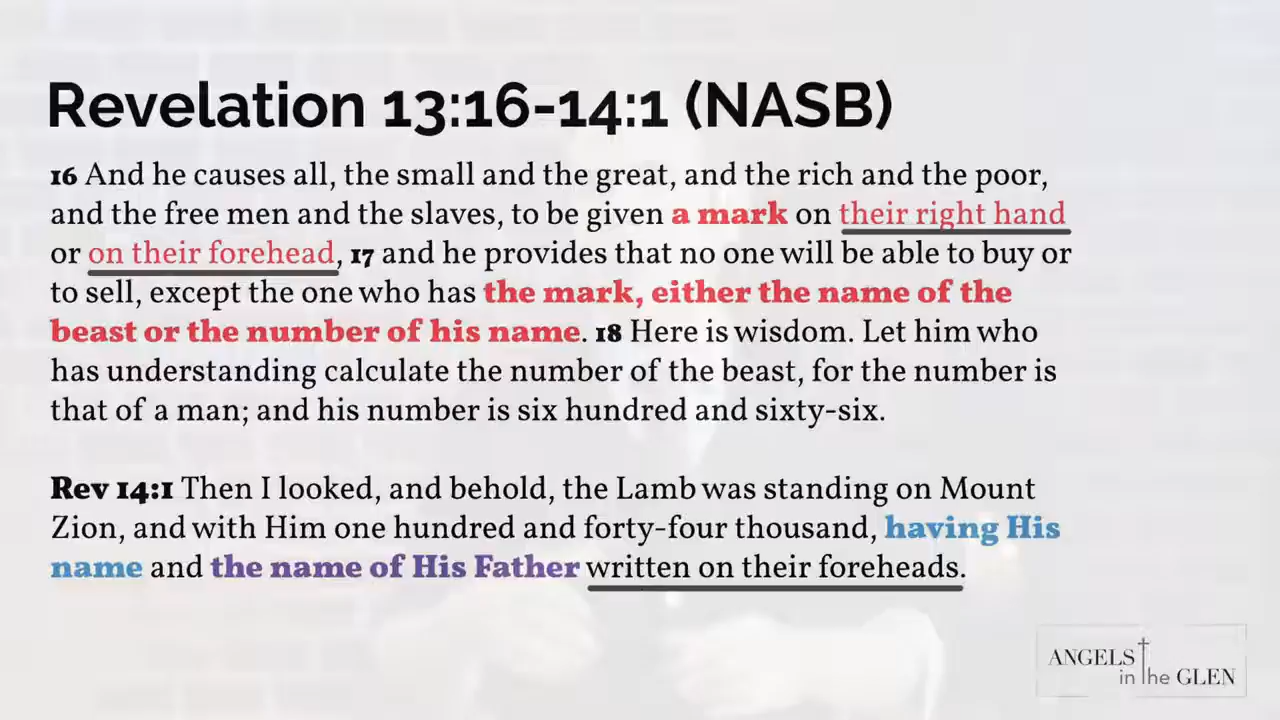 Revelation 13:16-14:1 (NASB)
16 And he causes all, the small and the great, and the rich and the poor,
and the free men and the slaves, to be given a mark on their right hand
or on their forehead, 17 and he provides that no one will be able to buy or
to sell, except the one who has the mark, either the name of the
beast or the number of his name. 18 Here is wisdom. Let him who
has understanding calculate the number of the beast, for the number is
that of a man; and his number is six hundred and sixty-six.
Rev 14:1 Then I looked, and behold, the Lamb was standing on Mount
Zion, and with Him one hundred and forty-four thousand, having His
name and the name of His Father written on their foreheads.
ANGELS
in the GLEN